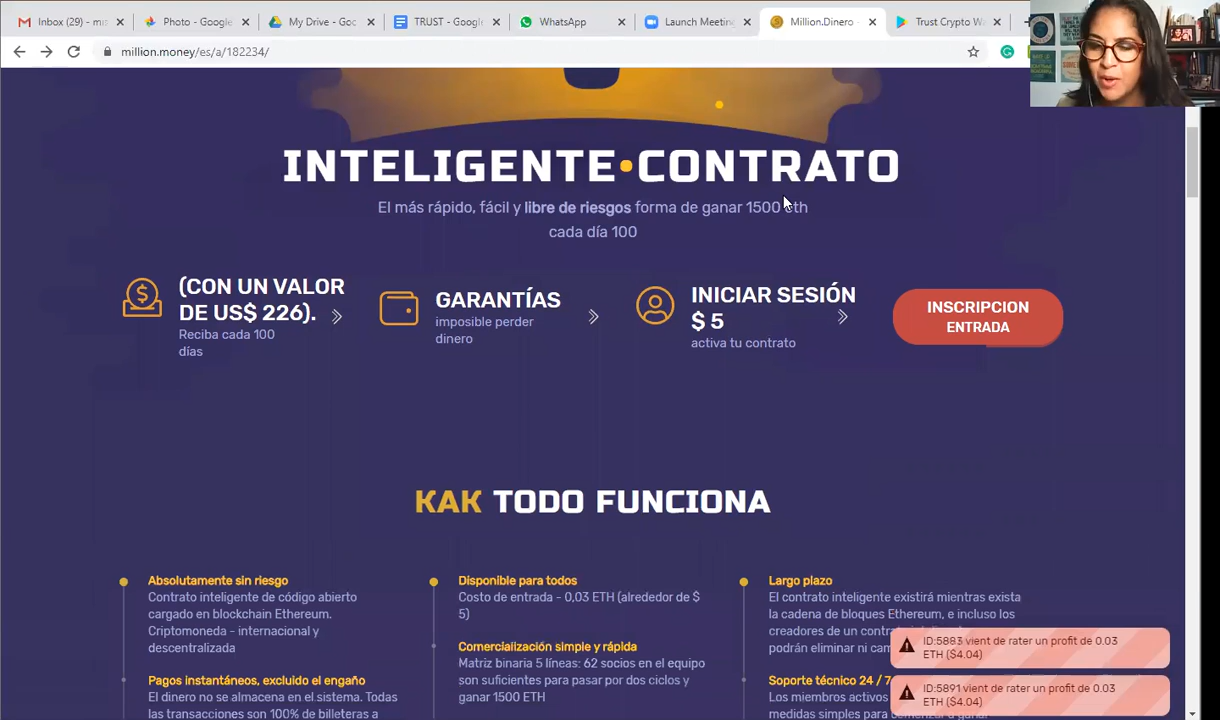 Inbox (29) - mis
Photo - Google
My Drive - Goo
TRUST - Google
WhatsApp
Launch Meeting
Million.Dinero -
Trust Crypto Wa
million.money/es/a/182234/
INTELIGENTE•CONTRATO
El más rápido, fácil y libre de riesgos forma de ganar 1500 eth
cada día 100
(CON UN VALOR
DE US$ 226).
Reciba cada 100
días
GARANTÍAS
imposible perder
dinero
INICIAR SESIÓN
$ 5
activa tu contrato
INSCRIPCION
ENTRADA
KAK TODO FUNCIONA
Absolutamente sin riesgo
Contrato inteligente de código abierto
cargado en blockchain Ethereum.
Criptomoneda - internacional y
descentralizada
Pagos instantáneos, excluido el engaño
El dinero no se almacena en el sistema. Todas
las transacciones son 100% de billeteras a
Disponible para todos
Costo de entrada - 0,03 ETH (alrededor de $
5)
Comercialización simple y rápida
Matriz binaria 5 líneas: 62 socios en el equipo
son suficientes para pasar por dos ciclos y
ganar 1500 ETH
Largo plazo
El contrato inteligente existirá mientras exista
la cadena de bloques Ethereum, e incluso los
creadores de un
podrán eliminar ni
Soporte técnico 24 / 7
Los miembros activos
medidas simples para
ID:5883 vient de rater un profit de 0.03
ETH ($4.04)
ID:5891 vient de rater un profit de 0.03
ETH ($4.04)